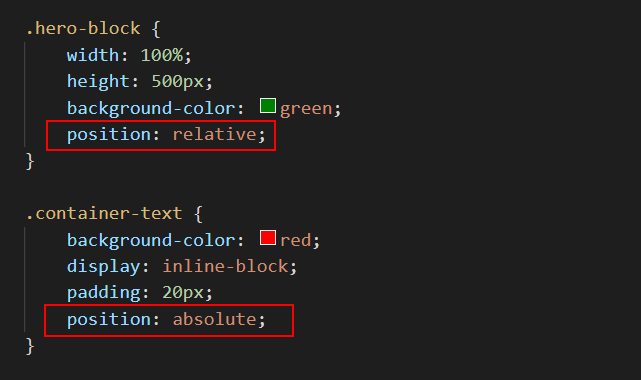 .hero-block {
    width: 100%;
    height: 500px;
    background-color: green;
    position: relative;
}

.container-text {
    background-color: red;
    display: inline-block;
    padding: 20px;
    position: absolute;
}